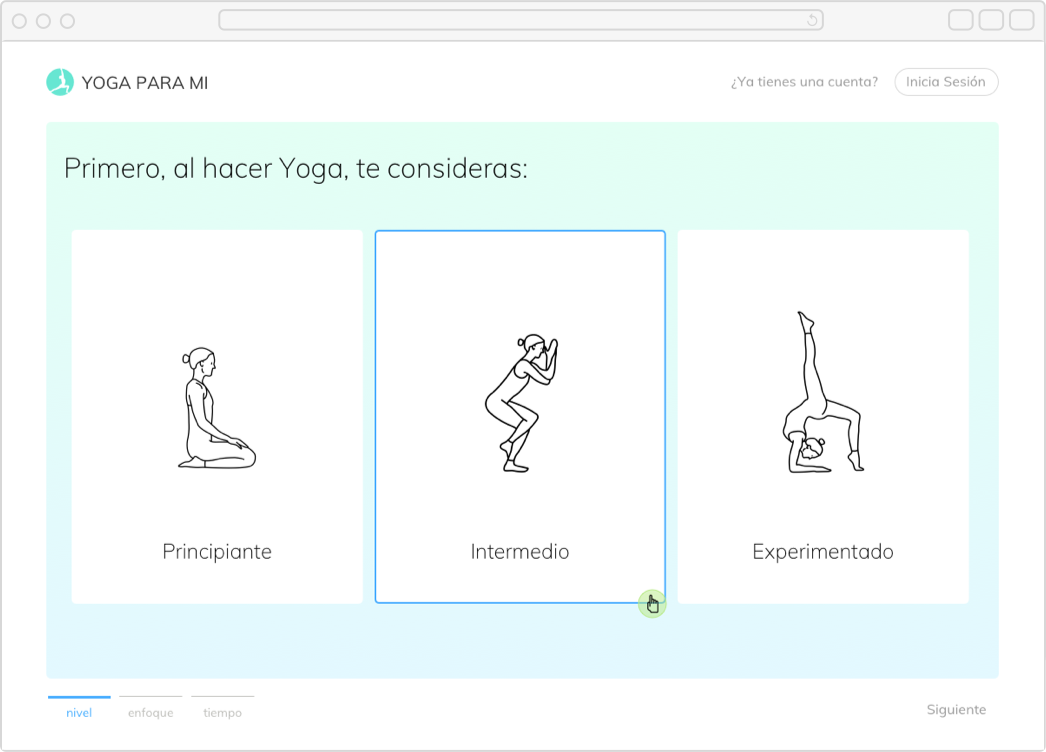 YOGA PARA MI
¿Ya tienes una cuenta?
Inicia Sesión
Primero, al hacer Yoga, te consideras:
Principiante
Intermedio
Experimentado
nivel
enfoque
tiempo
Siguiente